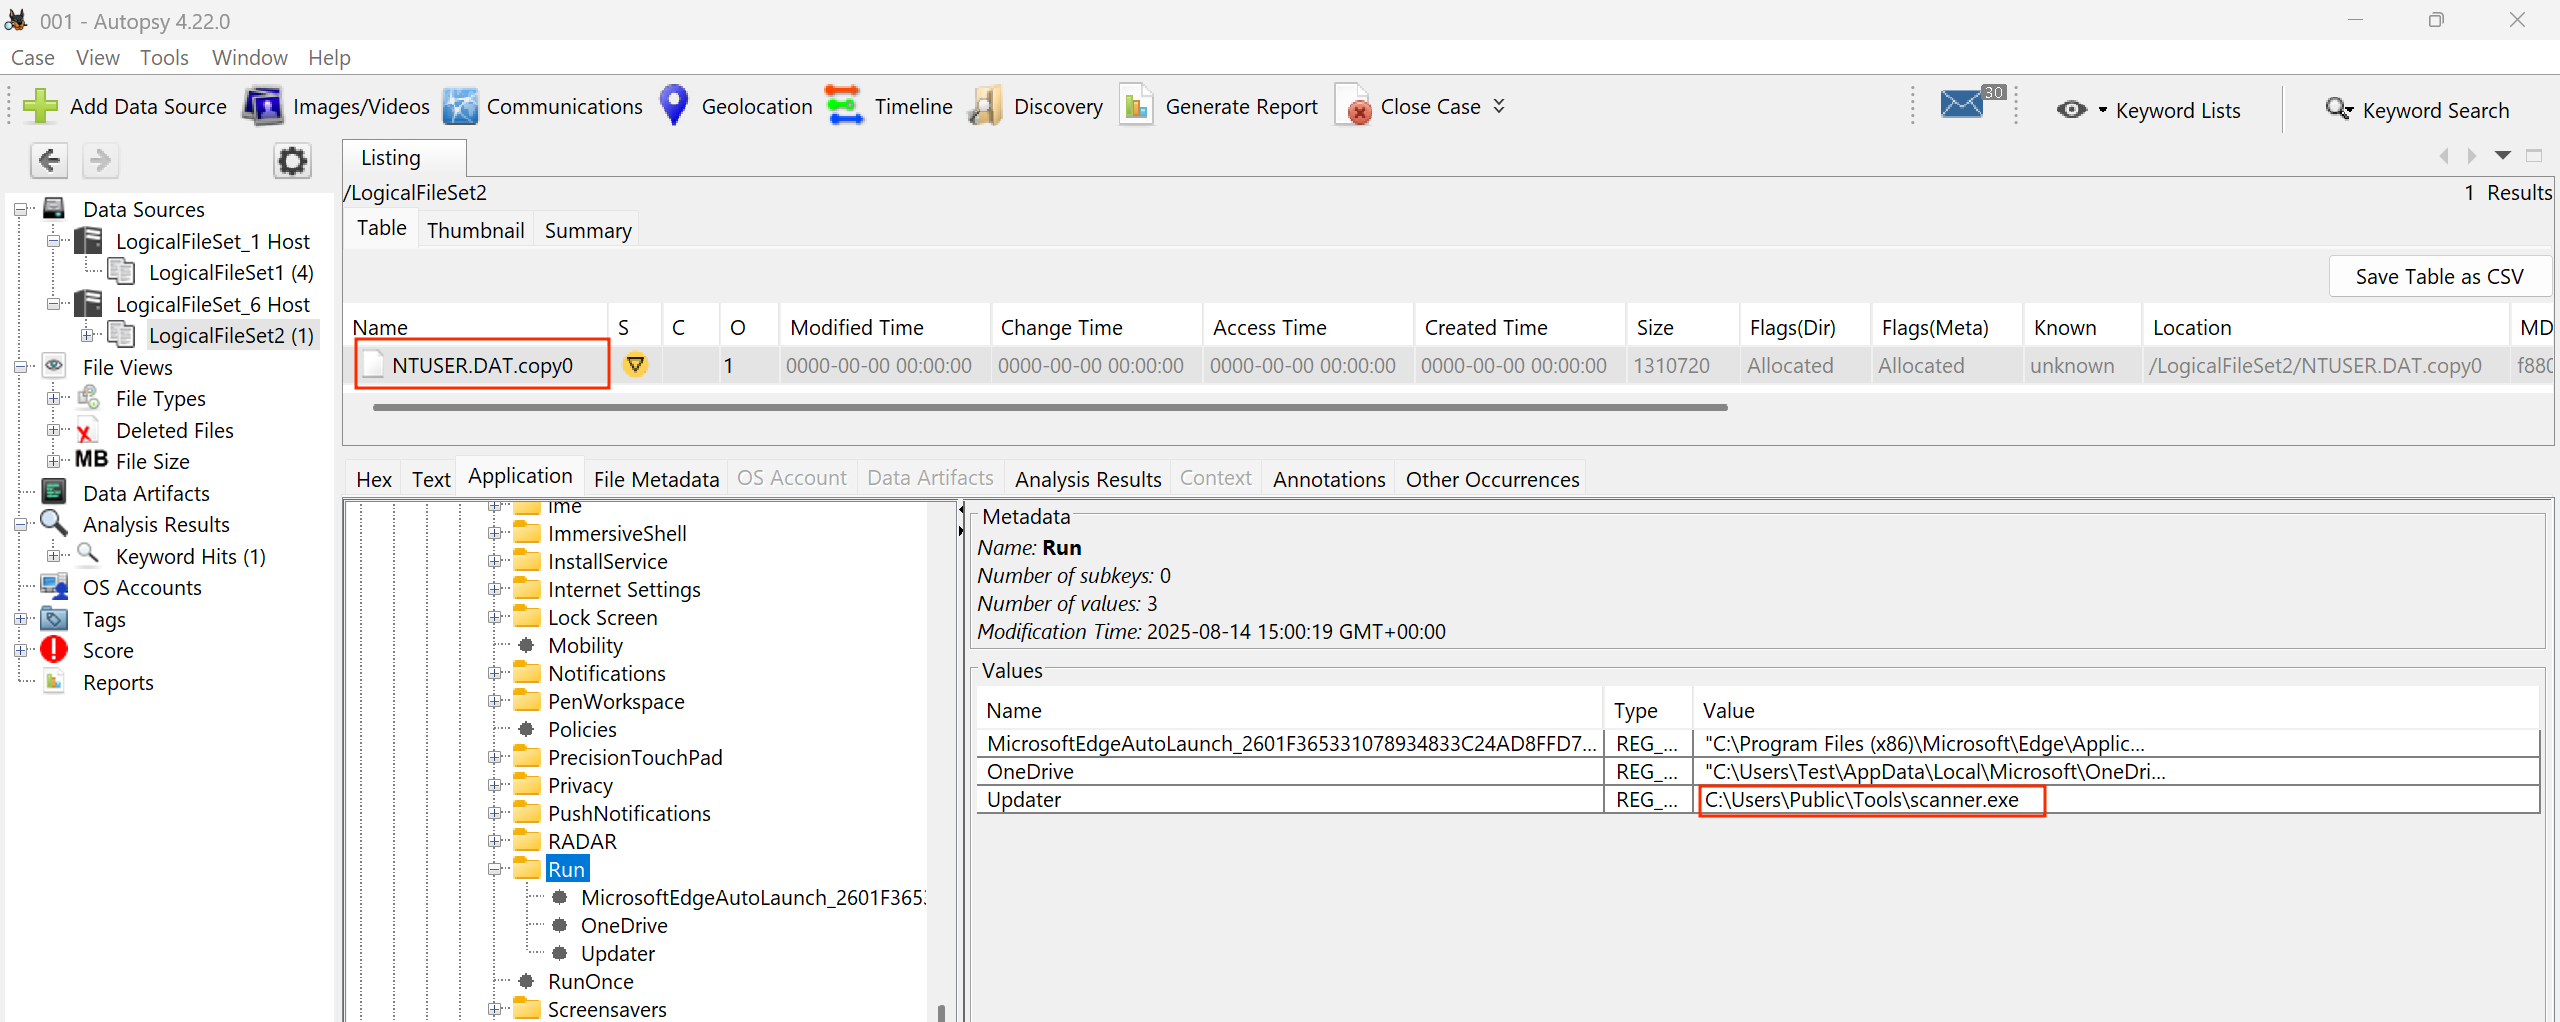 001 - Autopsy 4.22.0
Case View Tools Window Help
Add Data Source Images/Videos Communications Geolocation Timeline Discovery Generate Report Close Case 30 Keyword Lists Keyword Search
Listing
/LogicalFileSet2 1 Results
Table Thumbnail Summary
Save Table as CSV
Name S C O Modified Time Change Time Access Time Created Time Size Flags(Dir) Flags(Meta) Known Location MD
NTUSER.DAT.copy0 1 0000-00-00 00:00:00 0000-00-00 00:00:00 0000-00-00 00:00:00 0000-00-00 00:00:00 1310720 Allocated Allocated unknown /LogicalFileSet2/NTUSER.DAT.copy0 f880
Data Sources
LogicalFileSet_1 Host
LogicalFileSet1 (4)
LogicalFileSet_6 Host
LogicalFileSet2 (1)
File Views
File Types
Deleted Files
MB File Size
Data Artifacts
Analysis Results
Keyword Hits (1)
OS Accounts
Tags
Score
Reports
Hex Text Application File Metadata OS Account Data Artifacts Analysis Results Context Annotations Other Occurrences
Ime
ImmersiveShell
InstallService
Internet Settings
Lock Screen
Mobility
Notifications
PenWorkspace
Policies
PrecisionTouchPad
Privacy
PushNotifications
RADAR
Run
MicrosoftEdgeAutoLaunch_2601F365
OneDrive
Updater
RunOnce
Screensavers
Metadata
Name: Run
Number of subkeys: 0
Number of values: 3
Modification Time: 2025-08-14 15:00:19 GMT+00:00
Values
Name Type Value
MicrosoftEdgeAutoLaunch_2601F365331078934833C24AD8FFD7... REG_... "C:\Program Files (x86)\Microsoft\Edge\Applic...
OneDrive REG_... "C:\Users\Test\AppData\Local\Microsoft\OneDri...
Updater REG_... C:\Users\Public\Tools\scanner.exe